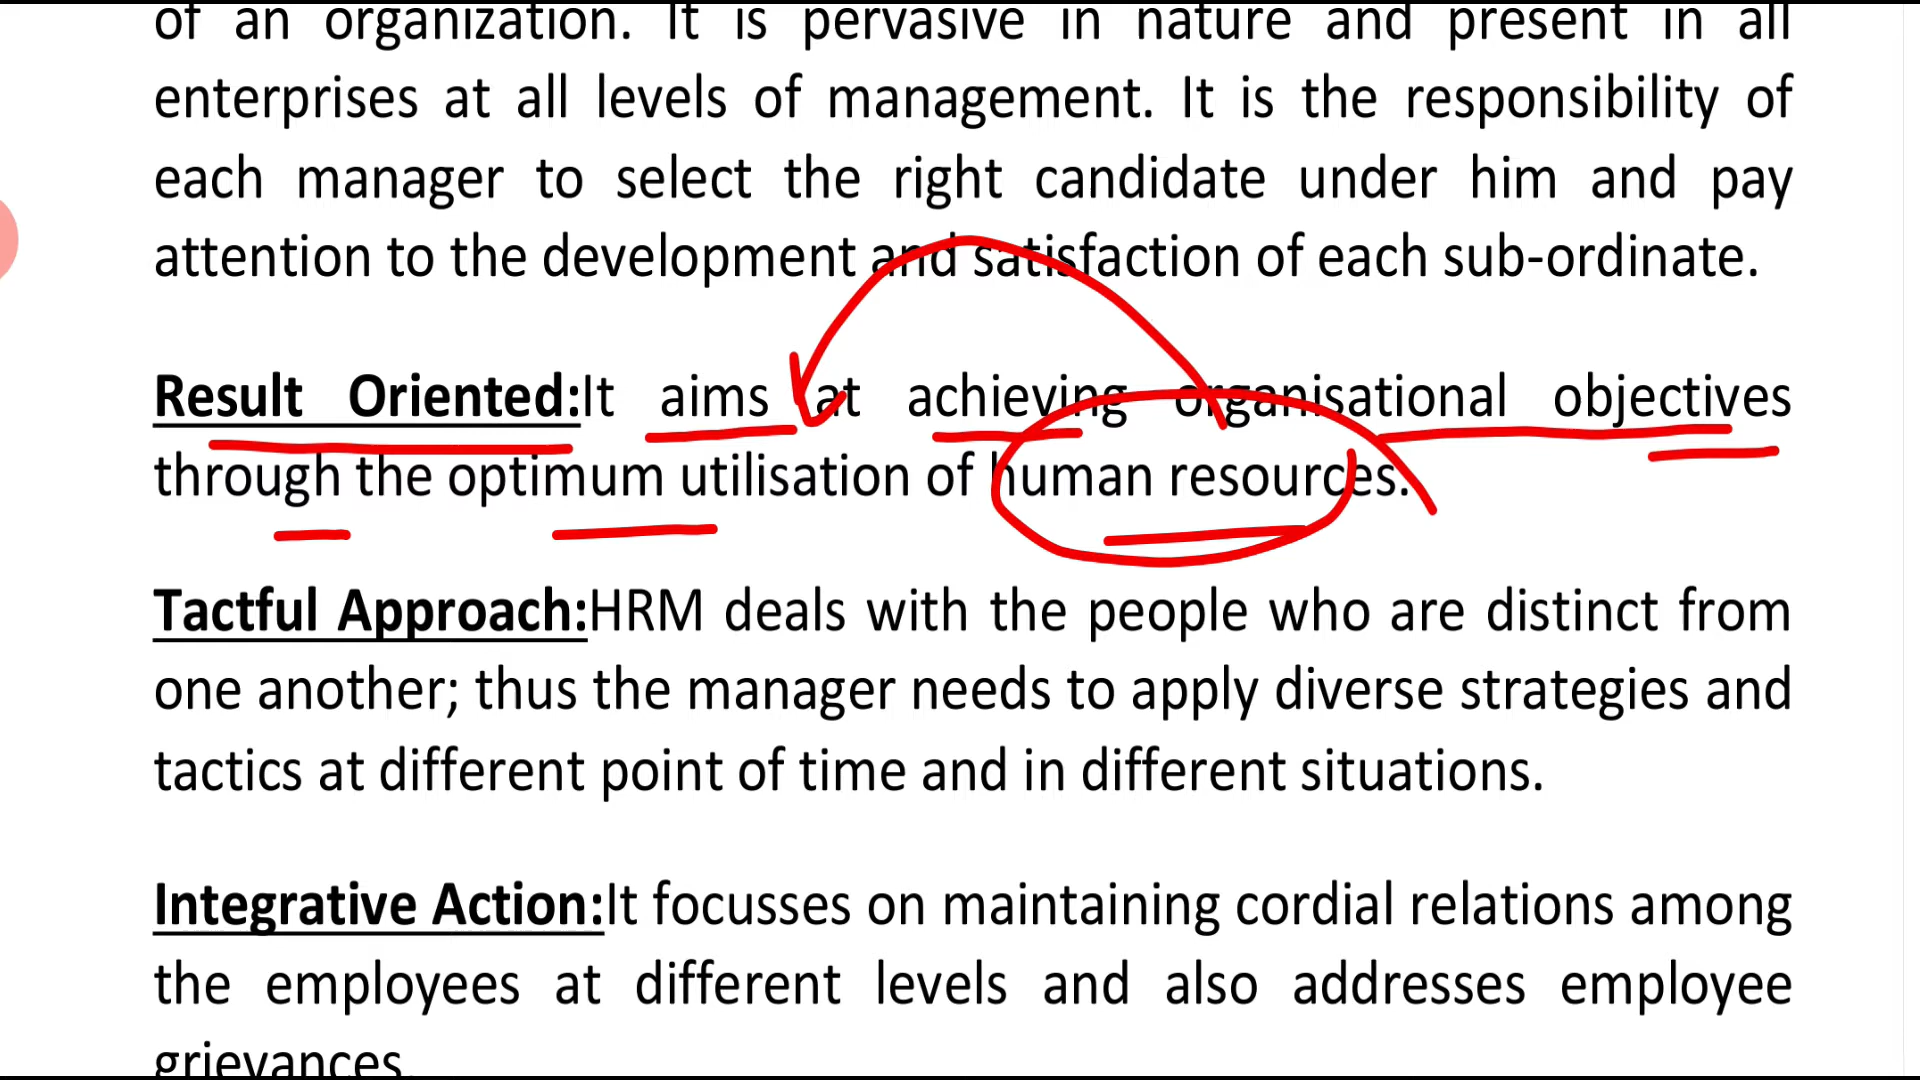 of an organization. It is pervasive in nature and present in all
enterprises at all levels of management. It is the responsibility of
each manager to select the right candidate under him and pay
attention to the development and satisfaction of each sub-ordinate.
Result Oriented:It aims at achieving organisational objectives
through the optimum utilisation of human resources.
Tactful Approach:HRM deals with the people who are distinct from
one another; thus the manager needs to apply diverse strategies and
tactics at different point of time and in different situations.
Integrative Action:It focusses on maintaining cordial relations among
the employees at different levels and also addresses employee
grievances.